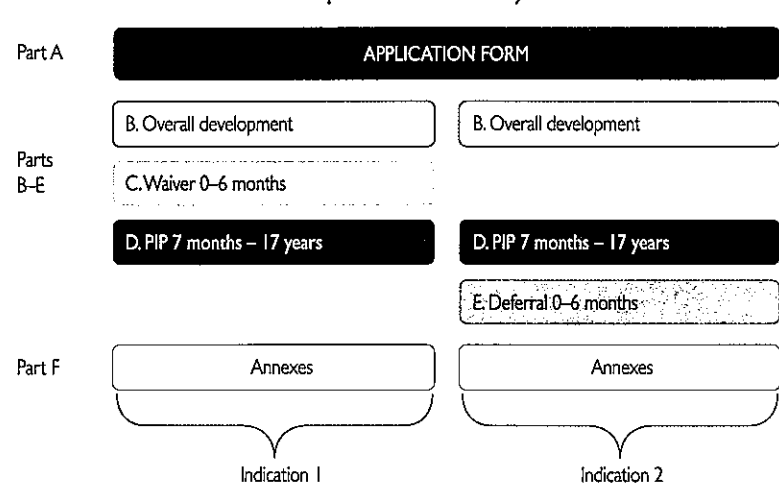 Part A
APPLICATION FORM
B. Overall development
B. Overall development
Parts
B–E
C. Waiver 0–6 months
D. PIP 7 months – 17 years
D. PIP 7 months – 17 years
E. Deferral 0–6 months
Part F
Annexes
Annexes
Indication 1
Indication 2